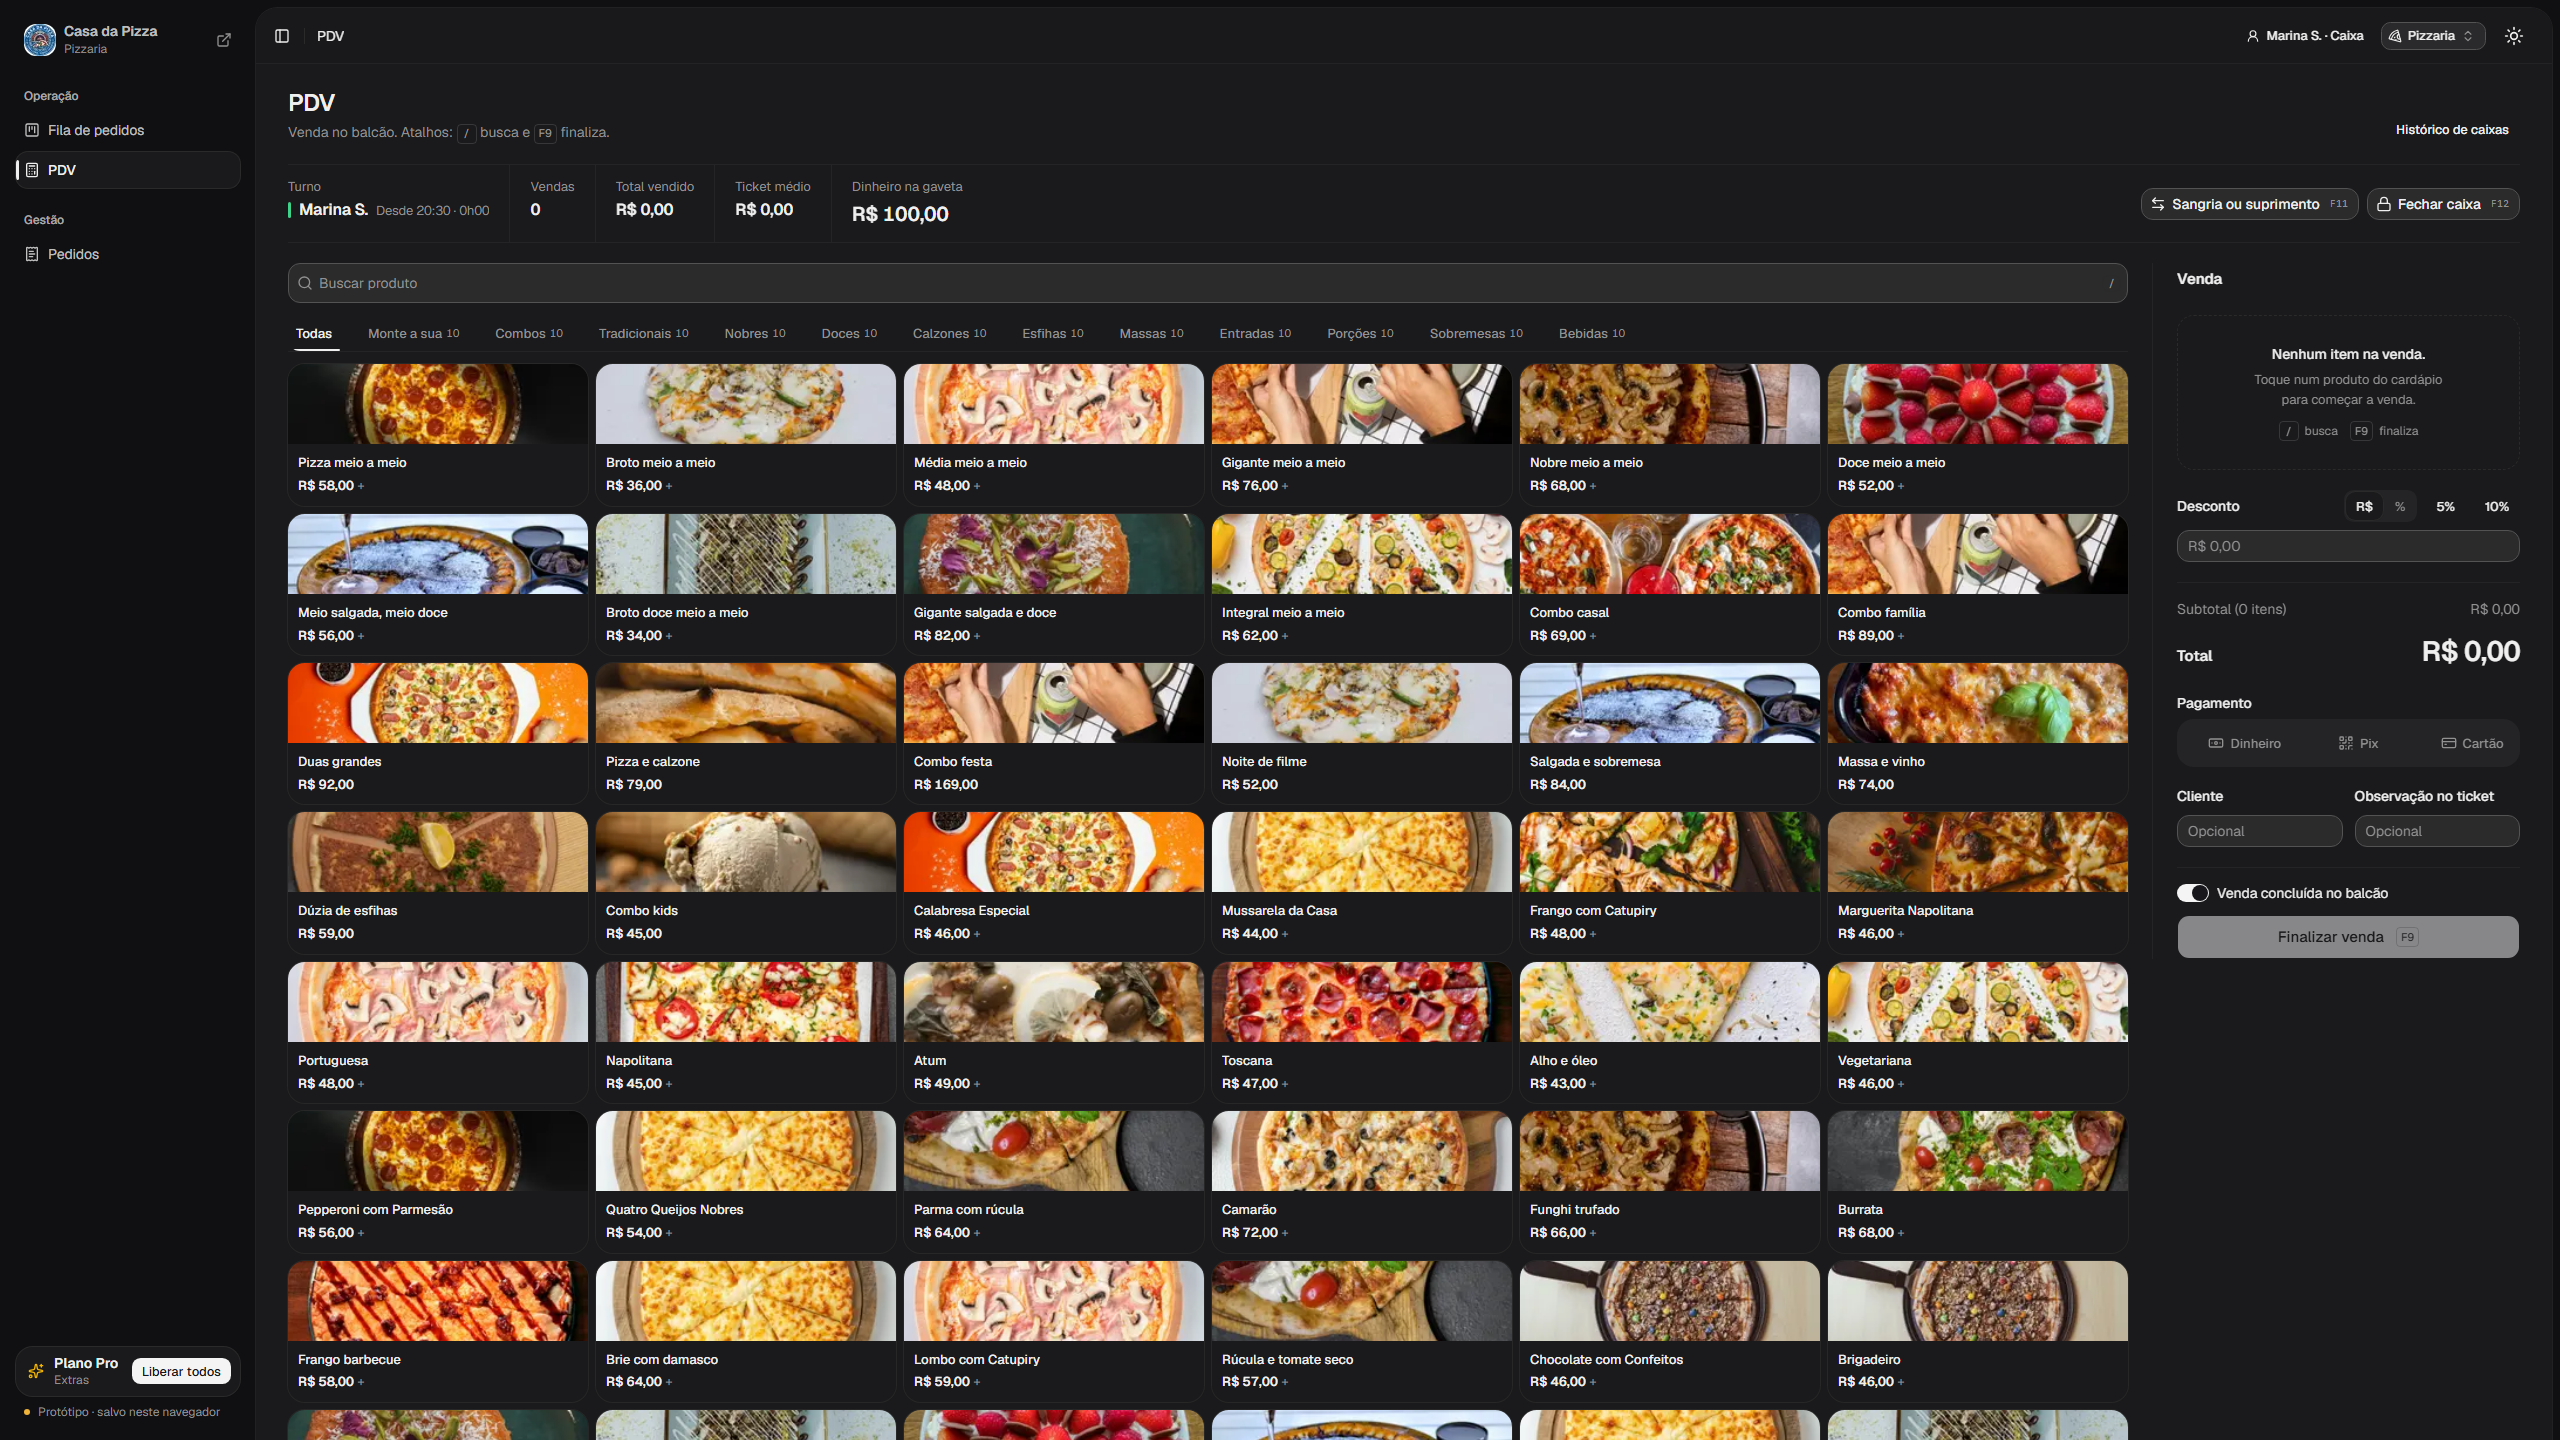 Casa da Pizza
Pizzaria
Operação
Fila de pedidos
PDV
Gestão
Pedidos
Plano Pro
Extras
Liberar todos
Protótipo · salvo neste navegador
PDV
Marina S. · Caixa
Pizzaria
PDV
Venda no balcão. Atalhos: / busca e F9 finaliza.
Histórico de caixas
Turno
Marina S. Desde 20:30 · 0h00
Vendas
0
Total vendido
R$ 0,00
Ticket médio
R$ 0,00
Dinheiro na gaveta
R$ 100,00
Sangria ou suprimento F11
Fechar caixa F12
Buscar produto /
Todas Monte a sua 10 Combos 10 Tradicionais 10 Nobres 10 Doces 10 Calzones 10 Esfihas 10 Massas 10 Entradas 10 Porções 10 Sobremesas 10 Bebidas 10
Pizza meio a meio
R$ 58,00 +
Broto meio a meio
R$ 36,00 +
Média meio a meio
R$ 48,00 +
Gigante meio a meio
R$ 76,00 +
Nobre meio a meio
R$ 68,00 +
Doce meio a meio
R$ 52,00 +
Meio salgada, meio doce
R$ 56,00 +
Broto doce meio a meio
R$ 34,00 +
Gigante salgada e doce
R$ 82,00 +
Integral meio a meio
R$ 62,00 +
Combo casal
R$ 69,00 +
Combo família
R$ 89,00 +
Duas grandes
R$ 92,00
Pizza e calzone
R$ 79,00
Combo festa
R$ 169,00
Noite de filme
R$ 52,00
Salgada e sobremesa
R$ 84,00
Massa e vinho
R$ 74,00
Dúzia de esfihas
R$ 59,00
Combo kids
R$ 45,00
Calabresa Especial
R$ 46,00 +
Mussarela da Casa
R$ 44,00 +
Frango com Catupiry
R$ 48,00 +
Marguerita Napolitana
R$ 46,00 +
Portuguesa
R$ 48,00 +
Napolitana
R$ 45,00 +
Atum
R$ 49,00 +
Toscana
R$ 47,00 +
Alho e óleo
R$ 43,00 +
Vegetariana
R$ 46,00 +
Pepperoni com Parmesão
R$ 56,00 +
Quatro Queijos Nobres
R$ 54,00 +
Parma com rúcula
R$ 64,00 +
Camarão
R$ 72,00 +
Funghi trufado
R$ 66,00 +
Burrata
R$ 68,00 +
Frango barbecue
R$ 58,00 +
Brie com damasco
R$ 64,00 +
Lombo com Catupiry
R$ 59,00 +
Rúcula e tomate seco
R$ 57,00 +
Chocolate com Confeitos
R$ 46,00 +
Brigadeiro
R$ 46,00 +
Venda
Nenhum item na venda.
Toque num produto do cardápio
para começar a venda.
/ busca F9 finaliza
Desconto R$ % 5% 10%
R$ 0,00
Subtotal (0 itens) R$ 0,00
Total R$ 0,00
Pagamento
Dinheiro Pix Cartão
Cliente Observação no ticket
Opcional Opcional
Venda concluída no balcão
Finalizar venda F9